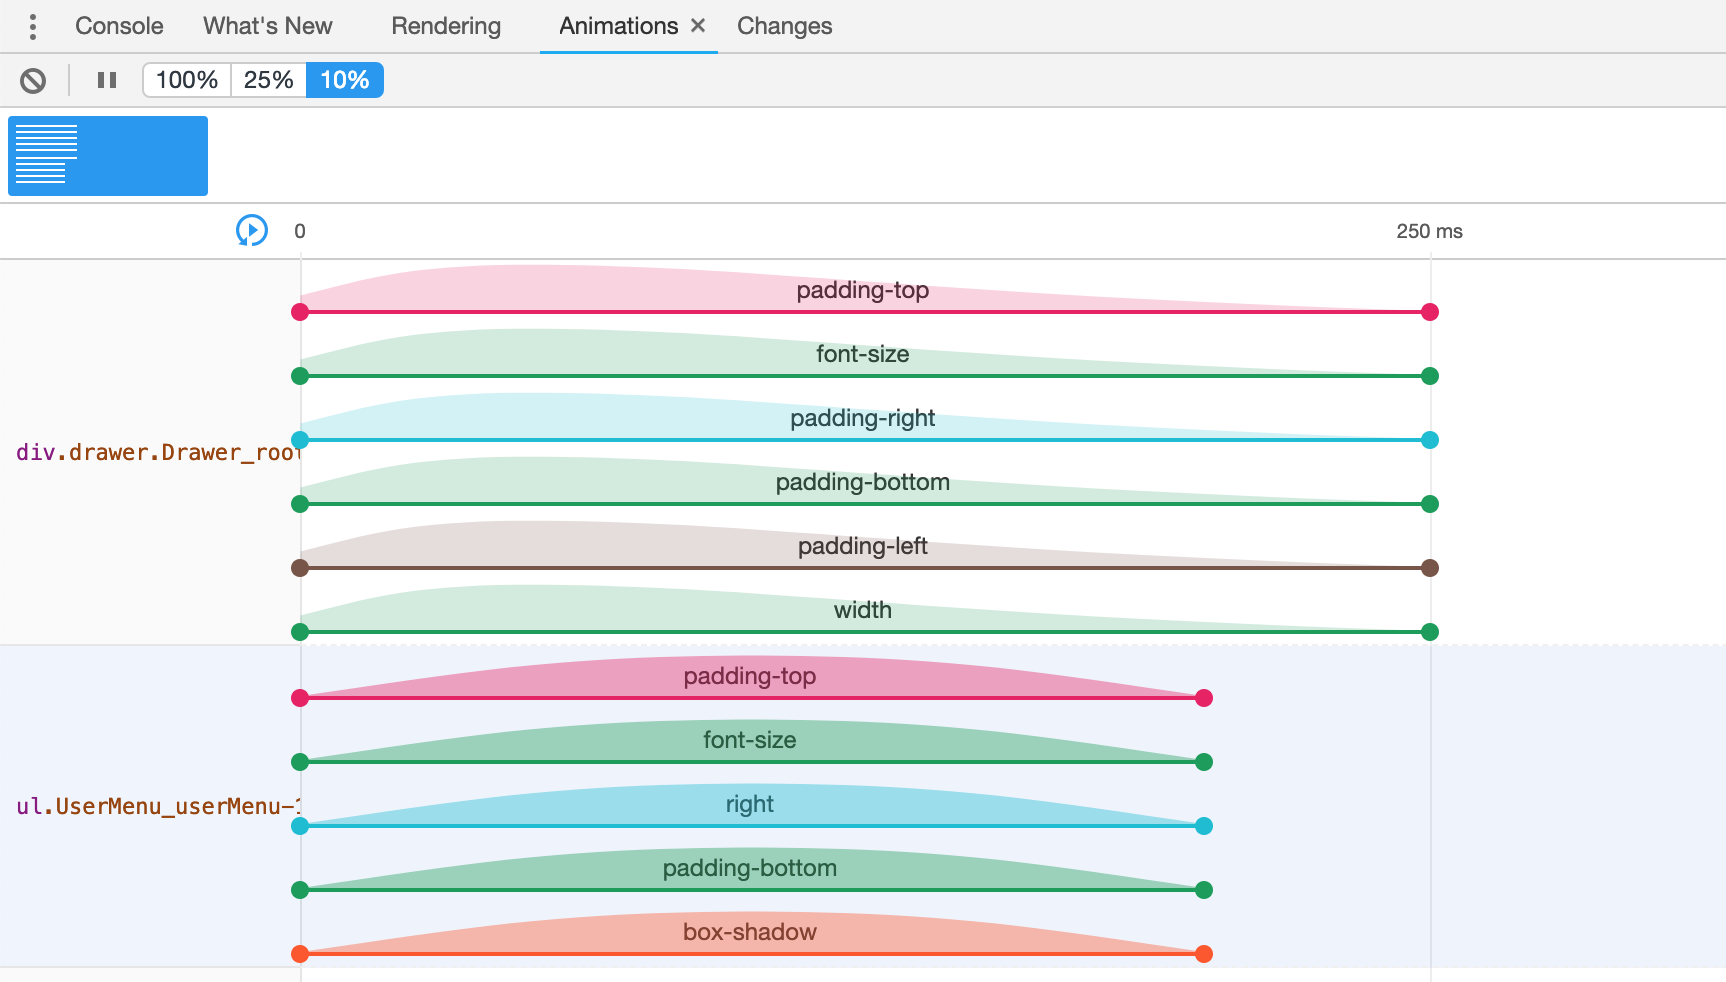 Console What's New Rendering Animations × Changes
100% 25% 10%
0 250 ms
padding-top
font-size
padding-right
div.drawer.Drawer_root
padding-bottom
padding-left
width
padding-top
font-size
right
ul.UserMenu_userMenu-1
padding-bottom
box-shadow